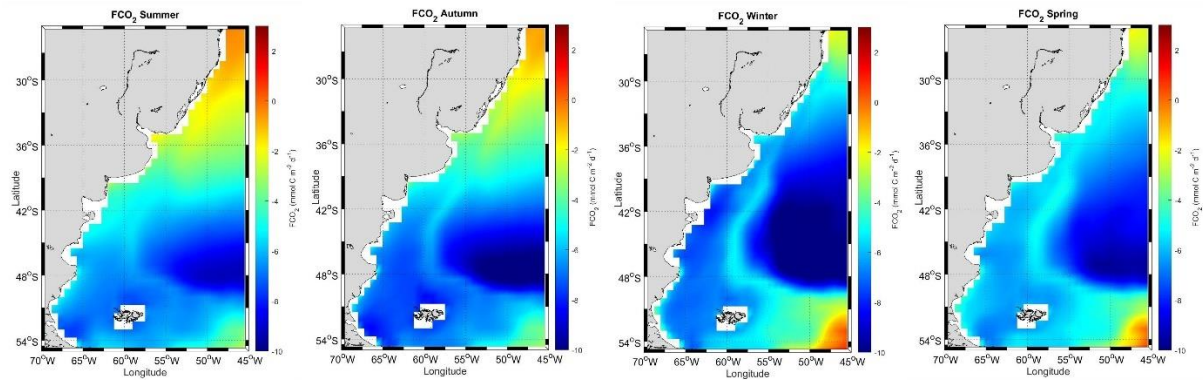 FCO₂ Summer
30°S
36°S
42°S
48°S
54°S
Latitude
70°W 65°W 60°W 55°W 50°W 45°W
Longitude
2
0
-2
-4
-6
-8
-10
FCO₂ (mmol C m⁻² d⁻¹)
FCO₂ Autumn
30°S
36°S
42°S
48°S
54°S
Latitude
70°W 65°W 60°W 55°W 50°W 45°W
Longitude
2
0
-2
-4
-6
-8
-10
FCO₂ (mmol C m⁻² d⁻¹)
FCO₂ Winter
30°S
36°S
42°S
48°S
54°S
Latitude
70°W 65°W 60°W 55°W 50°W 45°W
Longitude
2
0
-2
-4
-6
-8
-10
FCO₂ (mmol C m⁻² d⁻¹)
FCO₂ Spring
30°S
36°S
42°S
48°S
54°S
Latitude
70°W 65°W 60°W 55°W 50°W 45°W
Longitude
2
0
-2
-4
-6
-8
-10
FCO₂ (mmol C m⁻² d⁻¹)